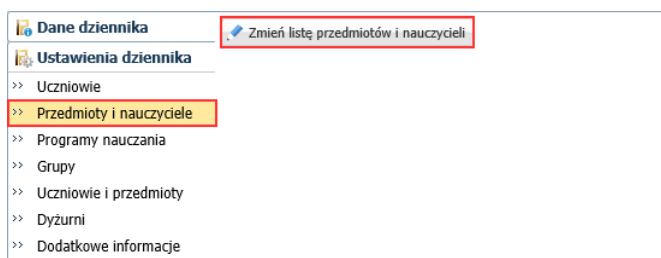 Dane dziennika
Zmień listę przedmiotów i nauczycieli
Ustawienia dziennika
>> Uczniowie
>> Przedmioty i nauczyciele
>> Programy nauczania
>> Grupy
>> Uczniowie i przedmioty
>> Dyżurni
>> Dodatkowe informacje